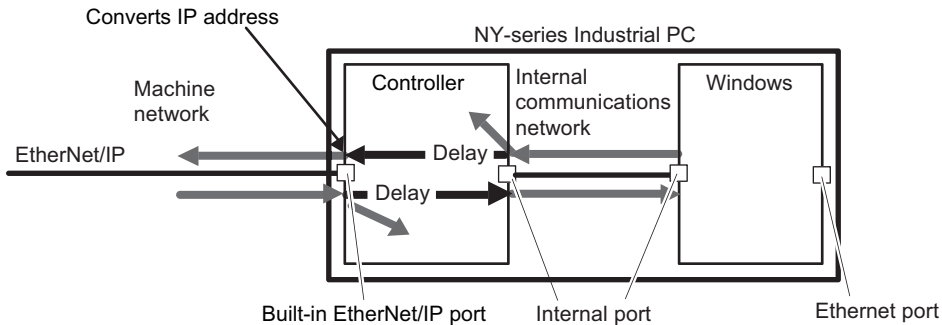 Converts IP address
NY-series Industrial PC
Machine
network
Controller
Internal
communications
network
Windows
EtherNet/IP
Delay
Delay
Built-in EtherNet/IP port
Internal port
Ethernet port